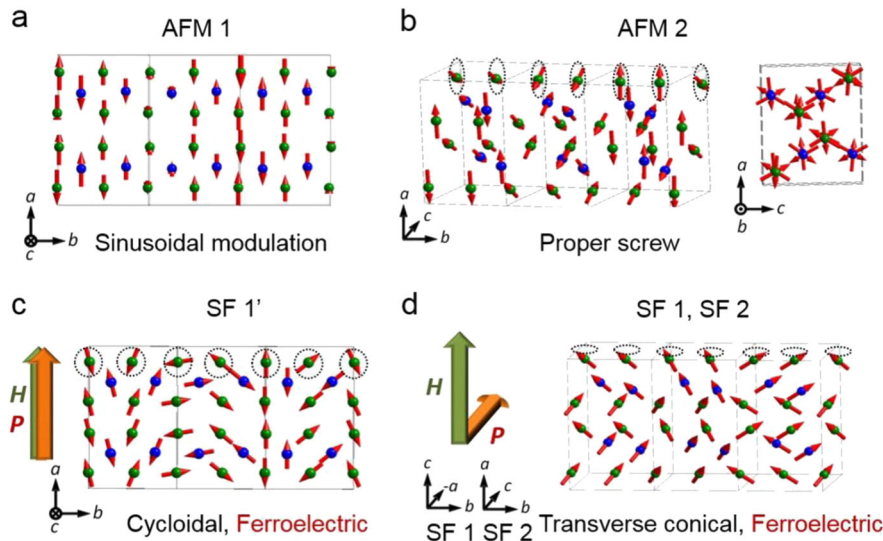 a
AFM 1
a
c
b
Sinusoidal modulation
b
AFM 2
a
c
b
Proper screw
a
b
c
c
SF 1’
H
P
a
c
b
Cycloidal, Ferroelectric
d
SF 1, SF 2
H
P
c
-a
b
SF 1
a
c
b
SF 2
Transverse conical, Ferroelectric